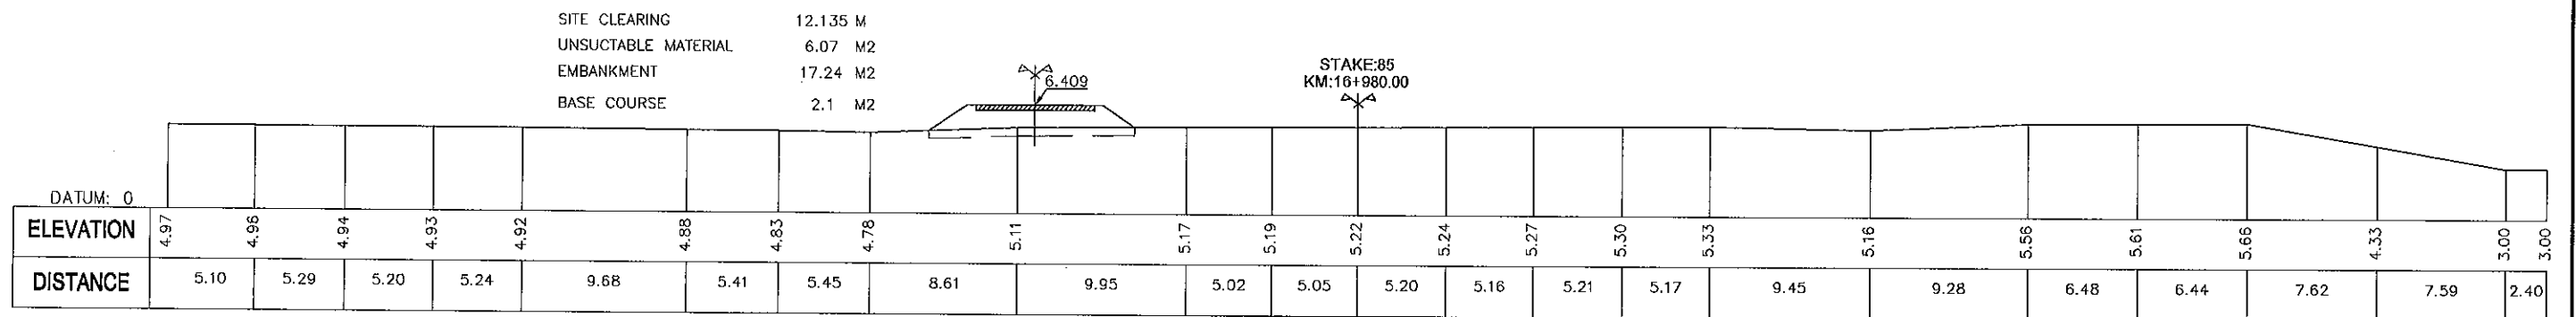 SITE CLEARING 12.135 M
UNSUCTABLE MATERIAL 6.07 M2
EMBANKMENT 17.24 M2
BASE COURSE 2.1 M2
6.409
STAKE:85
KM:16+980.00
DATUM: 0
ELEVATION 4.97 4.96 4.94 4.93 4.92 4.88 4.83 4.78 5.11 5.17 5.19 5.22 5.24 5.27 5.30 5.33 5.16 5.56 5.61 5.66 4.33 3.00 3.00
DISTANCE 5.10 5.29 5.20 5.24 9.68 5.41 5.45 8.61 9.95 5.02 5.05 5.20 5.16 5.21 5.17 9.45 9.28 6.48 6.44 7.62 7.59 2.40